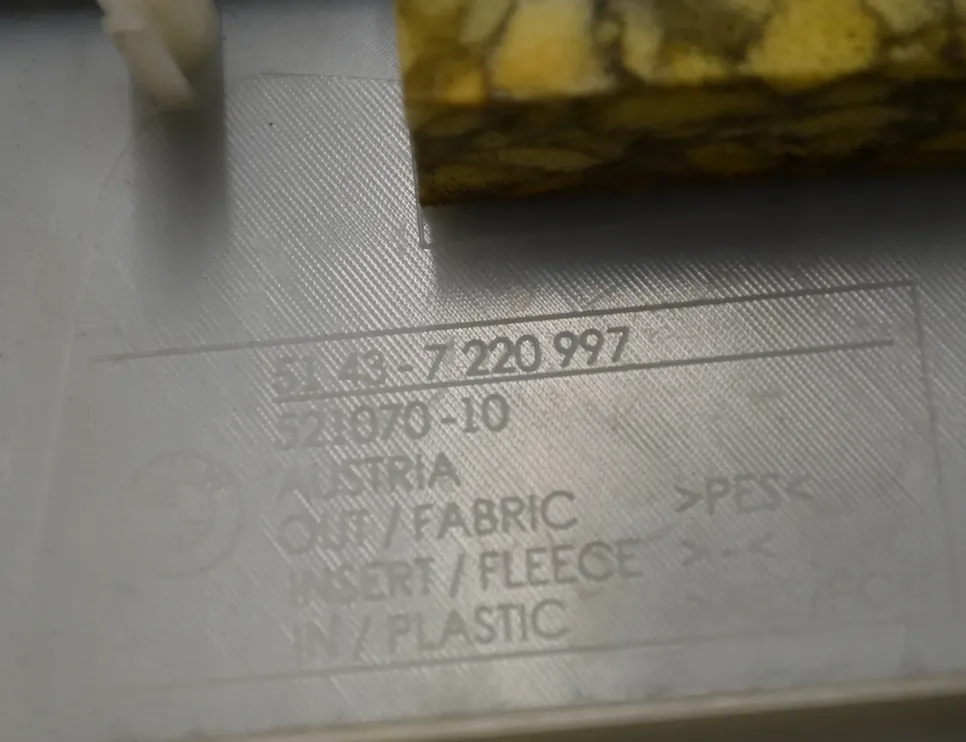 51 43-7 220 997
521070-10
AUSTRIA
OUT / FABRIC >PES<
INSERT / FLEECE >-<
IN / PLASTIC